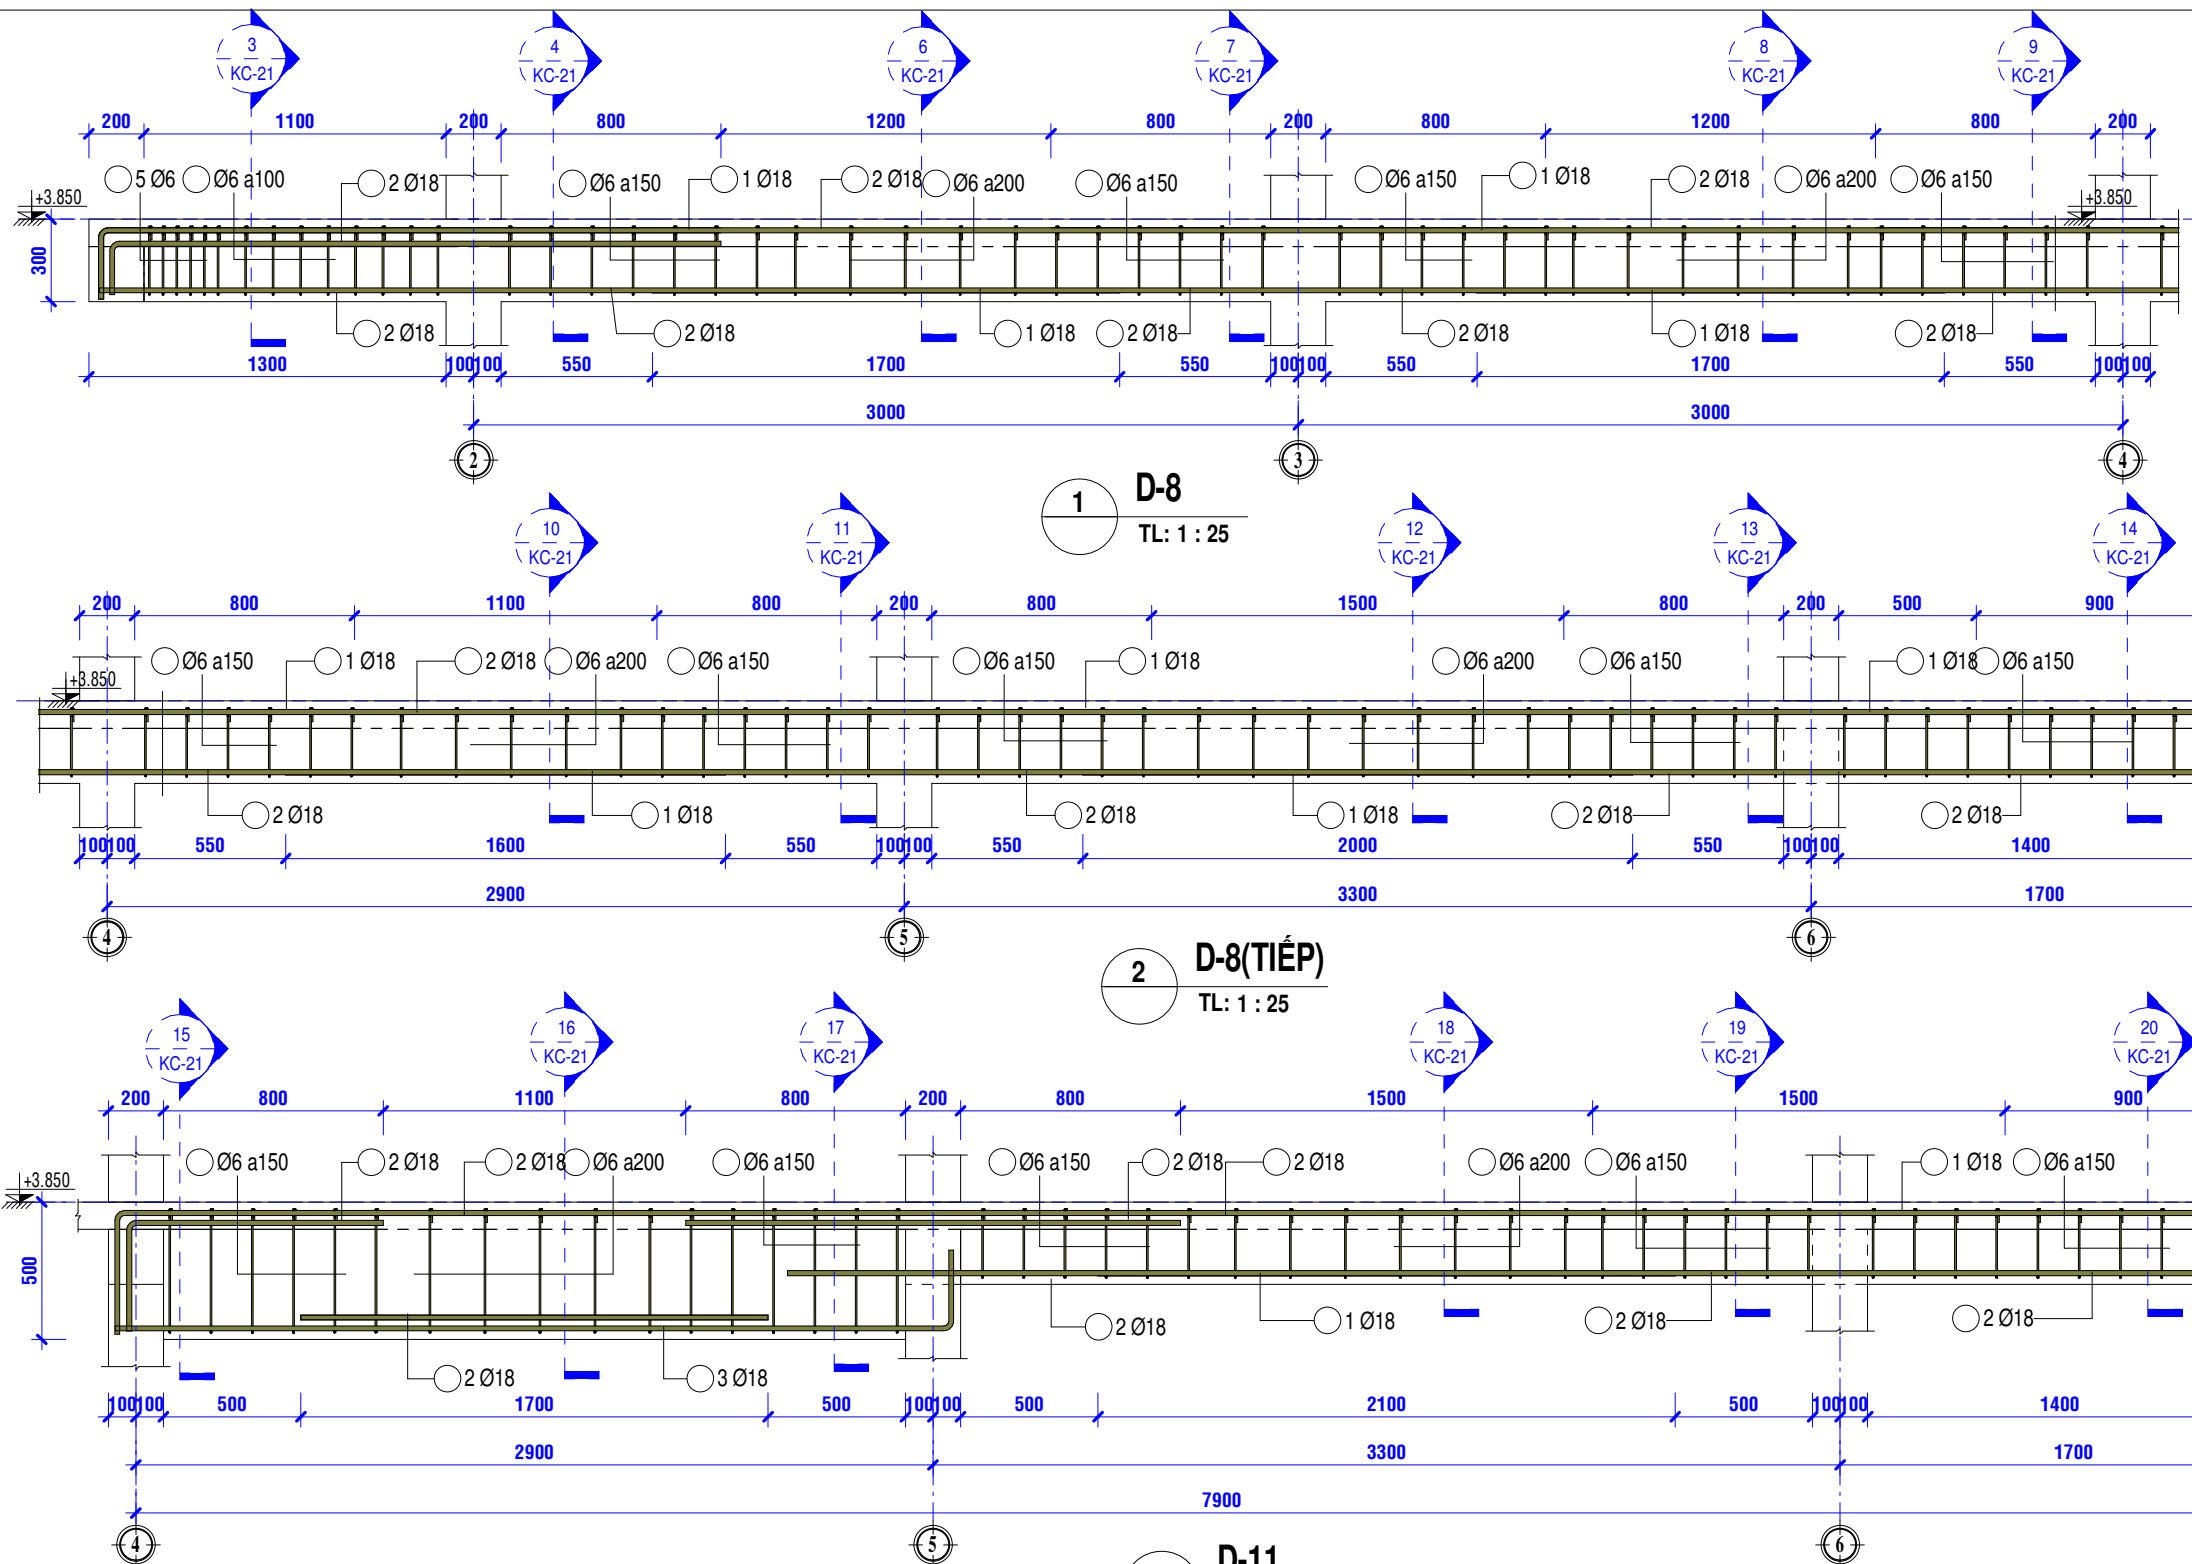 3 4 6 7 8 9
KC-21 KC-21 KC-21 KC-21 KC-21 KC-21
200 1100 200 800 1200 800 200 800 1200 800 200
5 Ø6 Ø6 a100 2 Ø18 Ø6 a150 1 Ø18 2 Ø18 Ø6 a200 Ø6 a150 Ø6 a150 1 Ø18 2 Ø18 Ø6 a200 Ø6 a150
+3.850 +3.850
300
2 Ø18 2 Ø18 1 Ø18 2 Ø18 2 Ø18 1 Ø18 2 Ø18
1300 100 100 550 1700 550 100 100 550 1700 550 100 100
3000 3000
2 3 4
1 D-8
TL: 1 : 25
10 11 12 13 14
KC-21 KC-21 KC-21 KC-21 KC-21
200 800 1100 800 200 800 1500 800 200 500 900
Ø6 a150 1 Ø18 2 Ø18 Ø6 a200 Ø6 a150 Ø6 a150 1 Ø18 Ø6 a200 Ø6 a150 1 Ø18 Ø6 a150
+3.850
2 Ø18 1 Ø18 2 Ø18 1 Ø18 2 Ø18 2 Ø18
100 100 550 1600 550 100 100 550 2000 550 100 100 1400
2900 3300 1700
4 5 6
2 D-8(TIẾP)
TL: 1 : 25
15 16 17 18 19 20
KC-21 KC-21 KC-21 KC-21 KC-21 KC-21
200 800 1100 800 200 800 1500 1500 900
Ø6 a150 2 Ø18 2 Ø18 Ø6 a200 Ø6 a150 Ø6 a150 2 Ø18 2 Ø18 Ø6 a200 Ø6 a150 1 Ø18 Ø6 a150
+3.850
500
2 Ø18 3 Ø18 2 Ø18 1 Ø18 2 Ø18 2 Ø18
100 100 500 1700 500 100 100 500 2100 500 100 100 1400
2900 3300 1700
7900
4 5 6
D-11